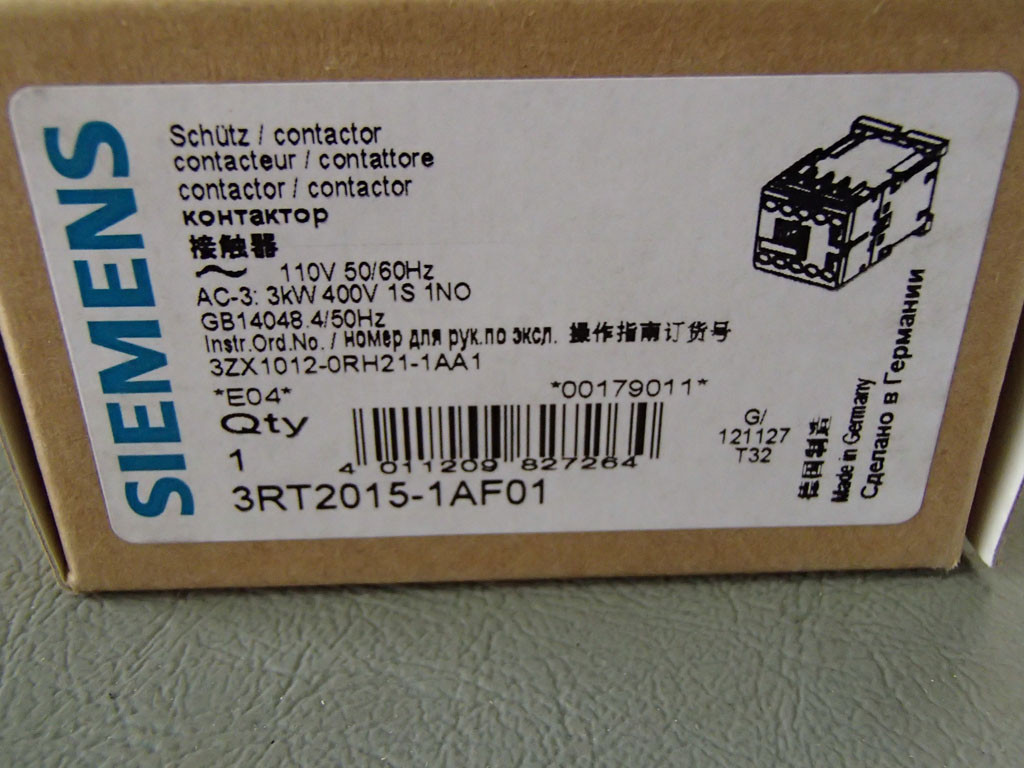 SIEMENS
Schütz / contactor
contacteur / contattore
contactor / contactor
контактор
接触器
~ 110V 50/60Hz
AC-3: 3kW 400V 1S 1NO
GB14048.4/50Hz
Instr.Ord.No. / номер для рук.по эксл. 操作指南订货号
3ZX1012-0RH21-1AA1
*E04* *00179011*
Qty
1
4 011209 827264
3RT2015-1AF01
G/
121127
T32
德国制造
Made in Germany
Сделано в Германии